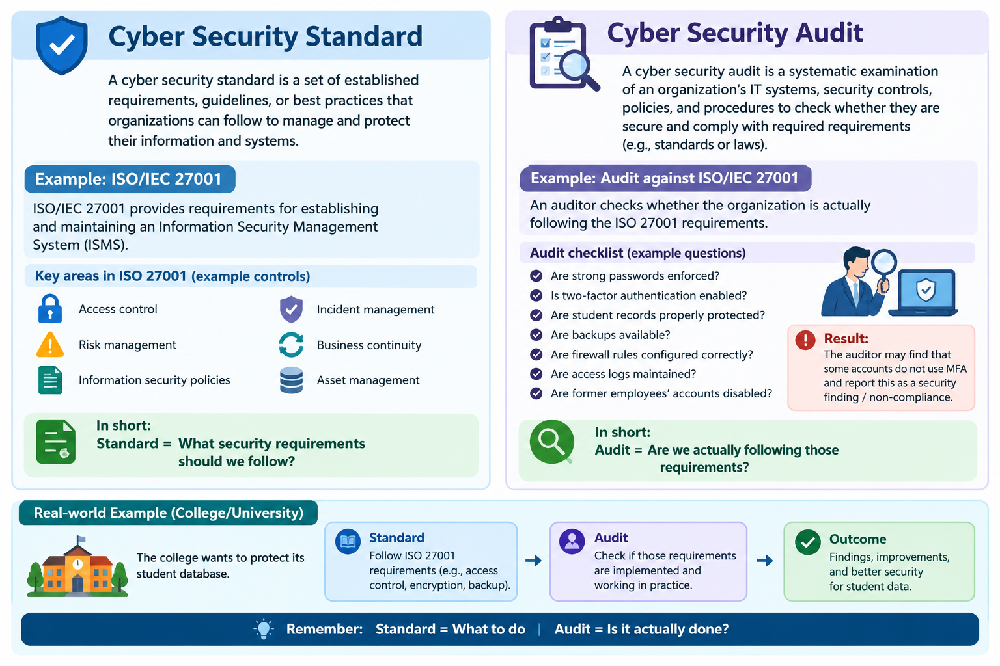 Cyber Security Standard
A cyber security standard is a set of established
requirements, guidelines, or best practices that
organizations can follow to manage and protect
their information and systems.
Example: ISO/IEC 27001
ISO/IEC 27001 provides requirements for establishing
and maintaining an Information Security Management
System (ISMS).
Key areas in ISO 27001 (example controls)
Access control
Incident management
Risk management
Business continuity
Information security policies
Asset management
In short:
Standard = What security requirements
should we follow?
Cyber Security Audit
A cyber security audit is a systematic examination
of an organization's IT systems, security controls,
policies, and procedures to check whether they are
secure and comply with required requirements
(e.g., standards or laws).
Example: Audit against ISO/IEC 27001
An auditor checks whether the organization is actually
following the ISO 27001 requirements.
Audit checklist (example questions)
Are strong passwords enforced?
Is two-factor authentication enabled?
Are student records properly protected?
Are backups available?
Are firewall rules configured correctly?
Are access logs maintained?
Are former employees' accounts disabled?
Result:
The auditor may find that
some accounts do not use MFA
and report this as a security
finding / non-compliance.
In short:
Audit = Are we actually following those
requirements?
Real-world Example (College/University)
The college wants to protect its
student database.
Standard
Follow ISO 27001
requirements (e.g., access
control, encryption, backup).
Audit
Check if those requirements
are implemented and
working in practice.
Outcome
Findings, improvements,
and better security
for student data.
Remember: Standard = What to do | Audit = Is it actually done?